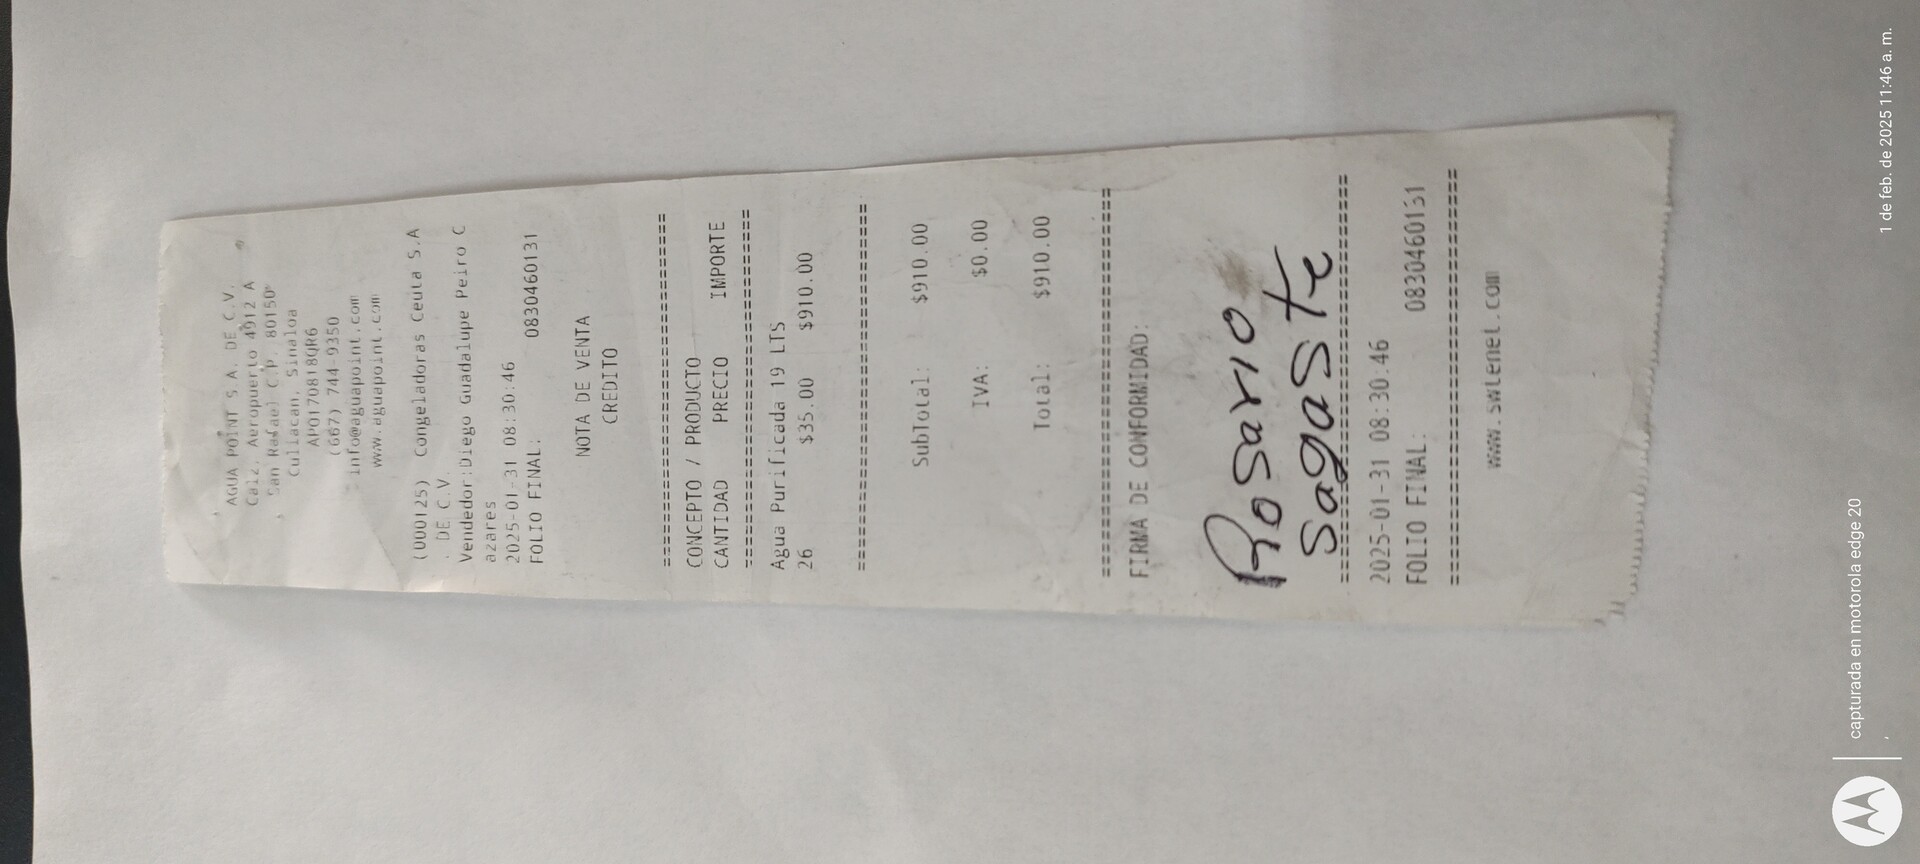 AGUA POINT S.A. DE C.V.
Calz. Aeropuerto 4912 A
San Rafael C.P. 80150
Culiacan, Sinaloa
APO170818QR6
(667) 744-9350
info@aguapoint.com
www.aguapoint.com
(000125) Congeladoras Ceuta S.A
. DE C.V.
Vendedor:Diego Guadalupe Peiro C
azares
2025-01-31 08:30:46
FOLIO FINAL: 0830460131
NOTA DE VENTA
CREDITO
================================
CONCEPTO / PRODUCTO
CANTIDAD PRECIO IMPORTE
================================
Agua Purificada 19 LTS
26 $35.00 $910.00
================================
SubTotal: $910.00
IVA: $0.00
Total: $910.00
================================
FIRMA DE CONFORMIDAD:
Rosario
Sagaste
================================
2025-01-31 08:30:46
FOLIO FINAL: 0830460131
================================
www.swtenet.com
capturada en motorola edge 20
1 de feb. de 2025 11:46 a. m.